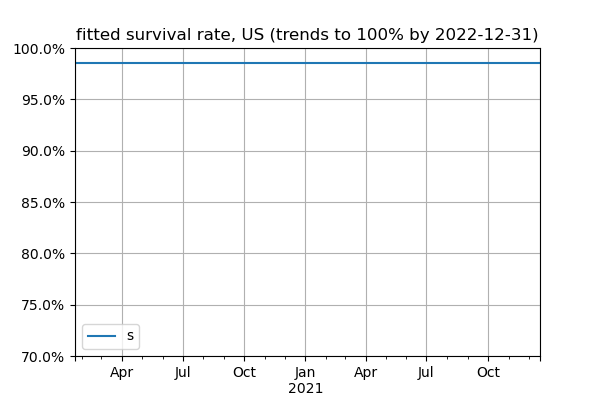 fitted survival rate, US (trends to 100% by 2022-12-31)
100.0%
95.0%
90.0%
85.0%
80.0%
75.0%
70.0%
s
Apr Jul Oct Jan Apr Jul Oct
2021